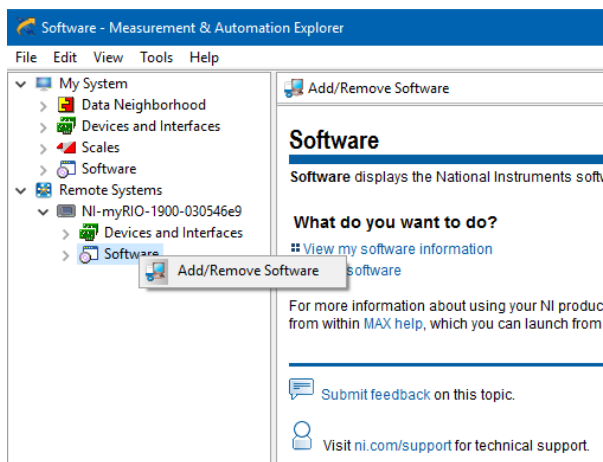 Software - Measurement & Automation Explorer
File Edit View Tools Help
My System
Data Neighborhood
Devices and Interfaces
Scales
Software
Remote Systems
NI-myRIO-1900-030546e9
Devices and Interfaces
Software
Add/Remove Software
Add/Remove Software
Software
Software displays the National Instruments
What do you want to do?
View my software information
software
For more information about using your NI
from within MAX help, which you can launch from
Submit feedback on this topic.
Visit ni.com/support for technical support.